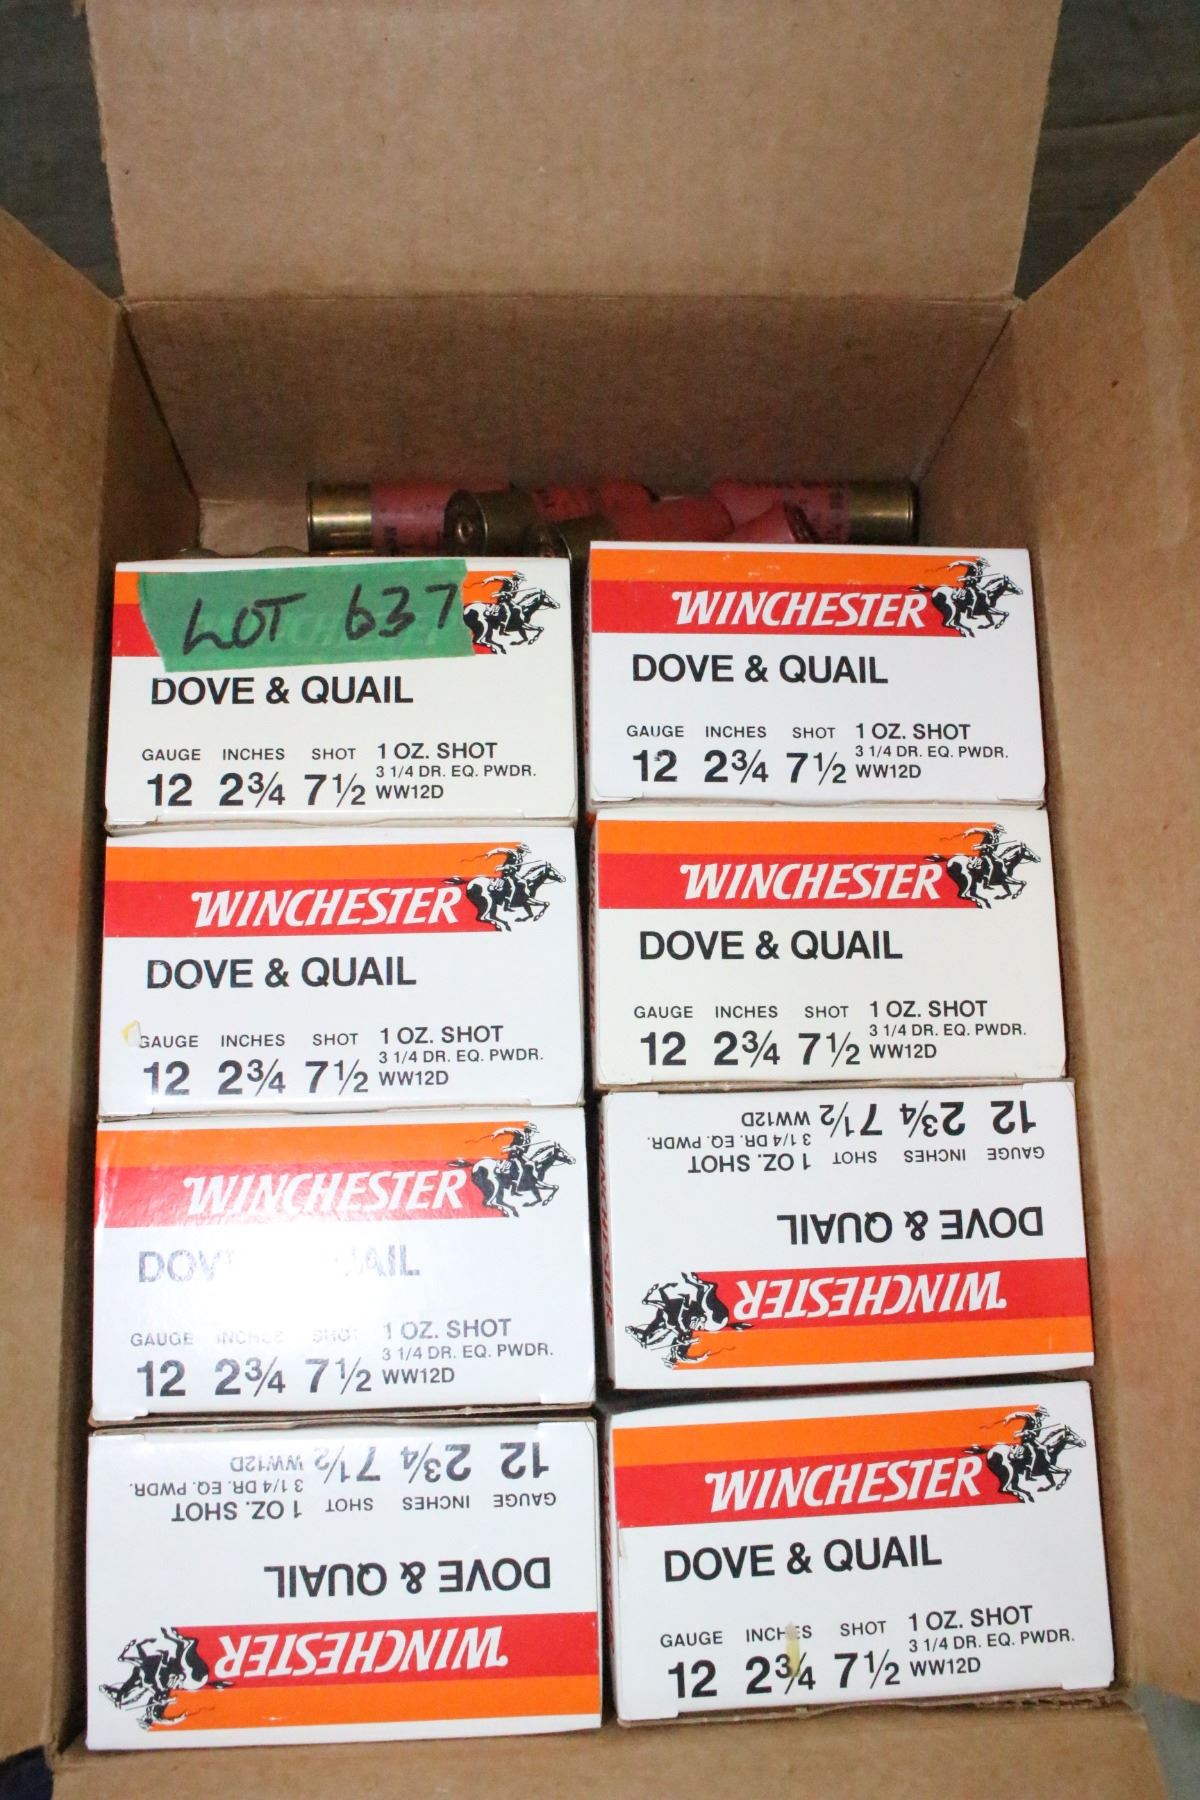 LOT 637
DOVE & QUAIL
GAUGE INCHES SHOT 1 OZ. SHOT
3 1/4 DR. EQ. PWDR.
12 2¾ 7½ WW12D
WINCHESTER
DOVE & QUAIL
GAUGE INCHES SHOT 1 OZ. SHOT
3 1/4 DR. EQ. PWDR.
12 2¾ 7½ WW12D
WINCHESTER
DOVE & QUAIL
GAUGE INCHES SHOT 1 OZ. SHOT
3 1/4 DR. EQ. PWDR.
12 2¾ 7½ WW12D
WINCHESTER
DOVE & QUAIL
GAUGE INCHES SHOT 1 OZ. SHOT
3 1/4 DR. EQ. PWDR.
12 2¾ 7½ WW12D
WINCHESTER
DOVE & QUAIL
GAUGE INCHES SHOT 1 OZ. SHOT
3 1/4 DR. EQ. PWDR.
12 2¾ 7½ WW12D
WINCHESTER
DOVE & QUAIL
GAUGE INCHES SHOT 1 OZ. SHOT
3 1/4 DR. EQ. PWDR.
12 2¾ 7½ WW12D
WINCHESTER
DOVE & QUAIL
GAUGE INCHES SHOT 1 OZ. SHOT
3 1/4 DR. EQ. PWDR.
12 2¾ 7½ WW12D
WINCHESTER
DOVE & QUAIL
GAUGE INCHES SHOT 1 OZ. SHOT
3 1/4 DR. EQ. PWDR.
12 2¾ 7½ WW12D